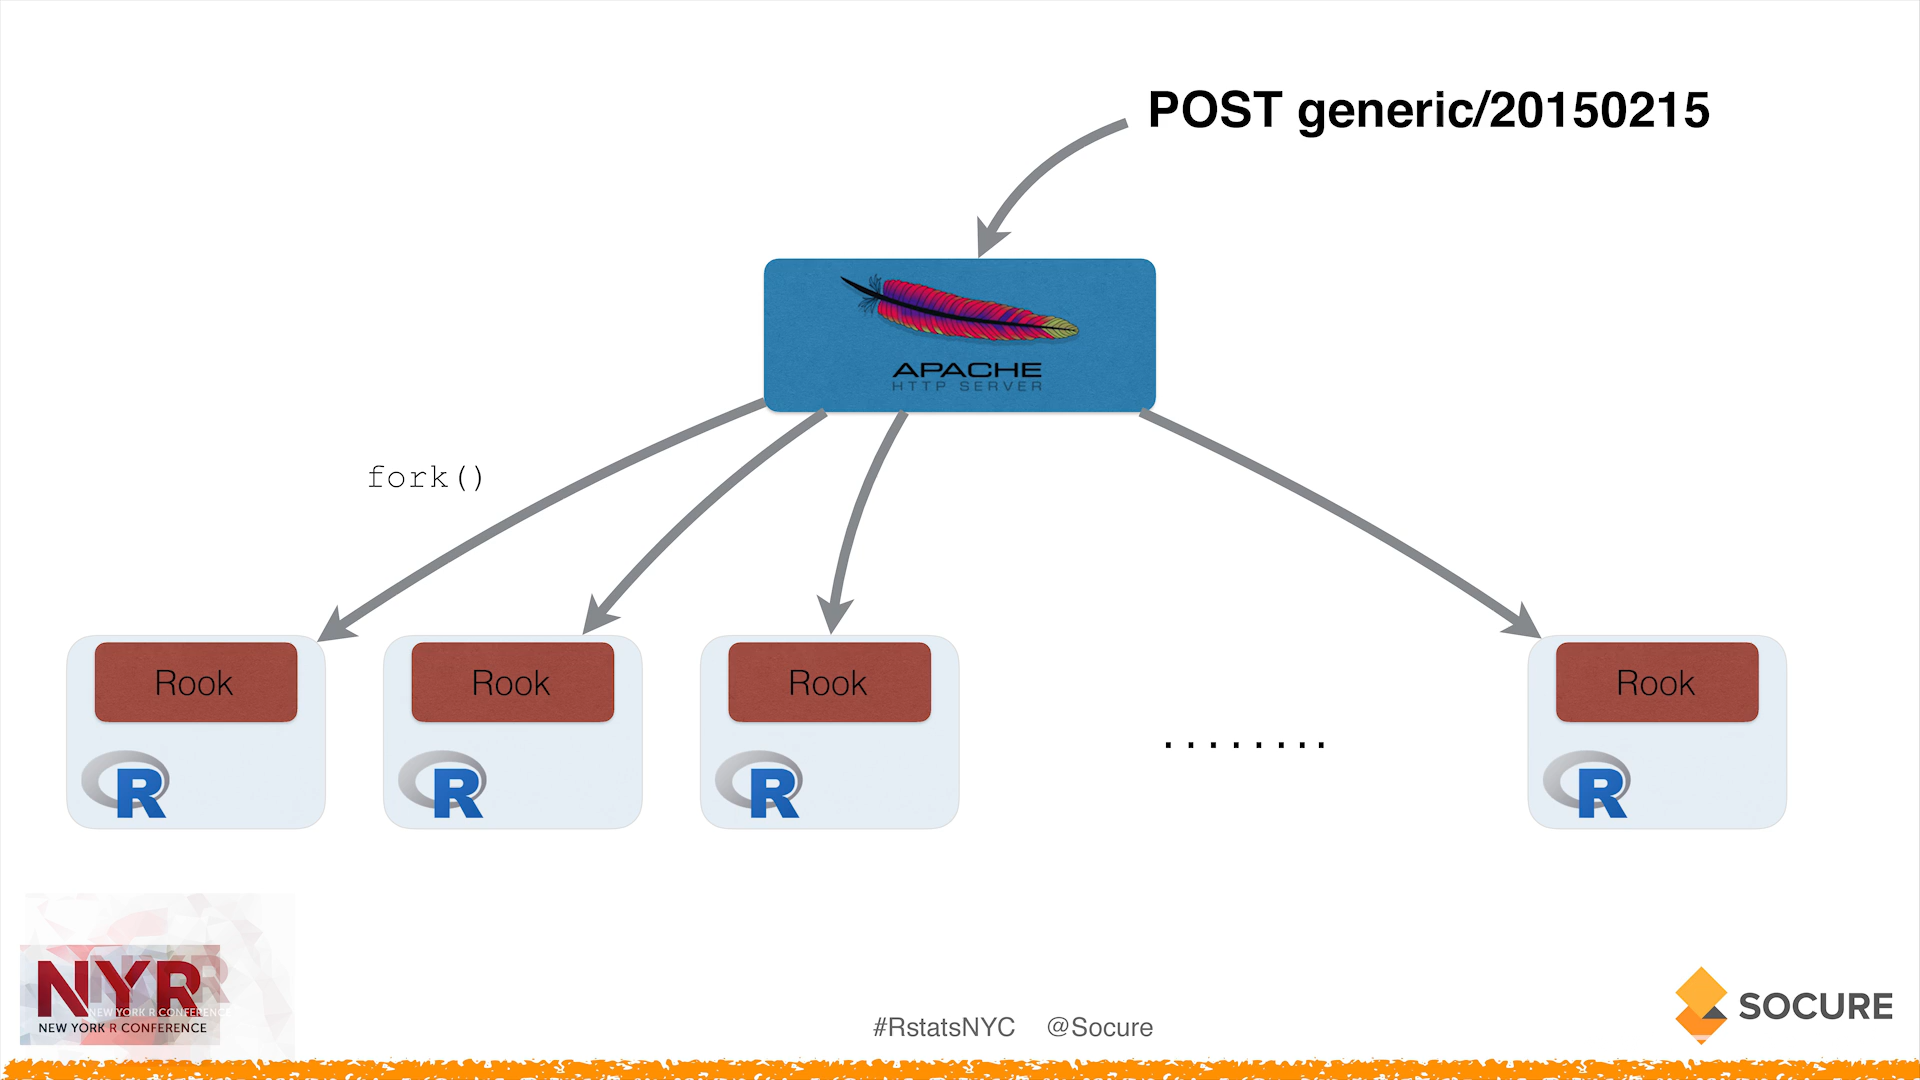 POST generic/20150215
APACHE
HTTP SERVER
fork()
Rook
Rook
Rook
........
Rook
R
R
R
R
NYR
NEW YORK R CONFERENCE
NEW YORK R CONFERENCE
#RstatsNYC @Socure
SOCURE